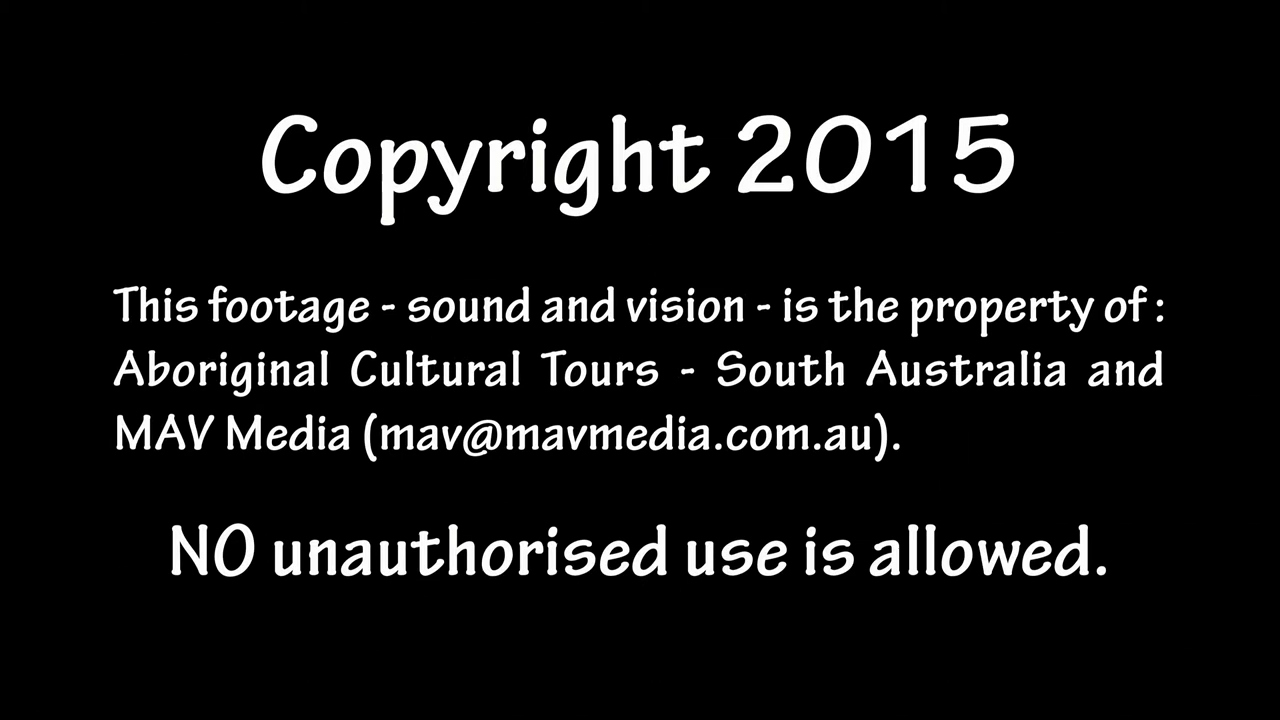 Copyright 2015
This footage - sound and vision - is the property of :
Aboriginal Cultural Tours - South Australia and
MAV Media (mav@mavmedia.com.au).
NO unauthorised use is allowed.